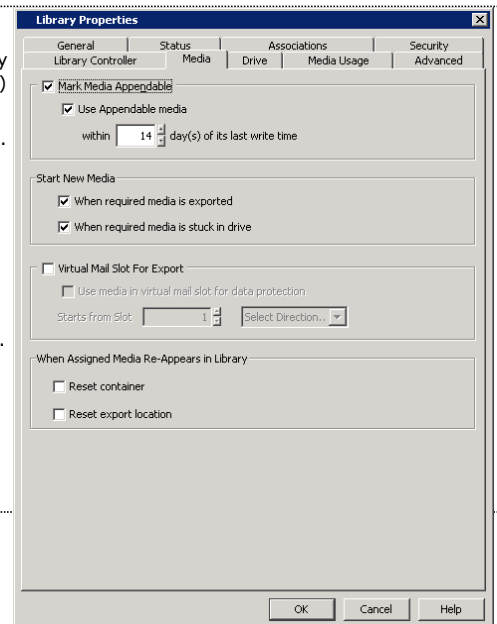 y
)
.
.
Library Properties
General Status Associations Security
Library Controller Media Drive Media Usage Advanced
Mark Media Appendable
Use Appendable media
within 14 day(s) of its last write time
Start New Media
When required media is exported
When required media is stuck in drive
Virtual Mail Slot For Export
Use media in virtual mail slot for data protection
Starts from Slot 1 Select Direction..
When Assigned Media Re-Appears in Library
Reset container
Reset export location
OK Cancel Help